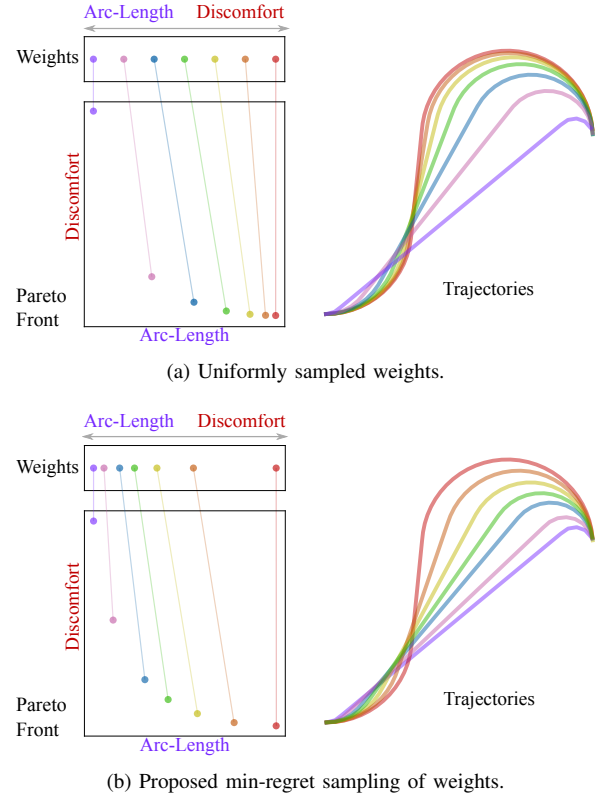 Arc-Length Discomfort
Weights
Discomfort
Pareto
Front
Arc-Length
Trajectories
(a) Uniformly sampled weights.
Arc-Length Discomfort
Weights
Discomfort
Pareto
Front
Arc-Length
Trajectories
(b) Proposed min-regret sampling of weights.